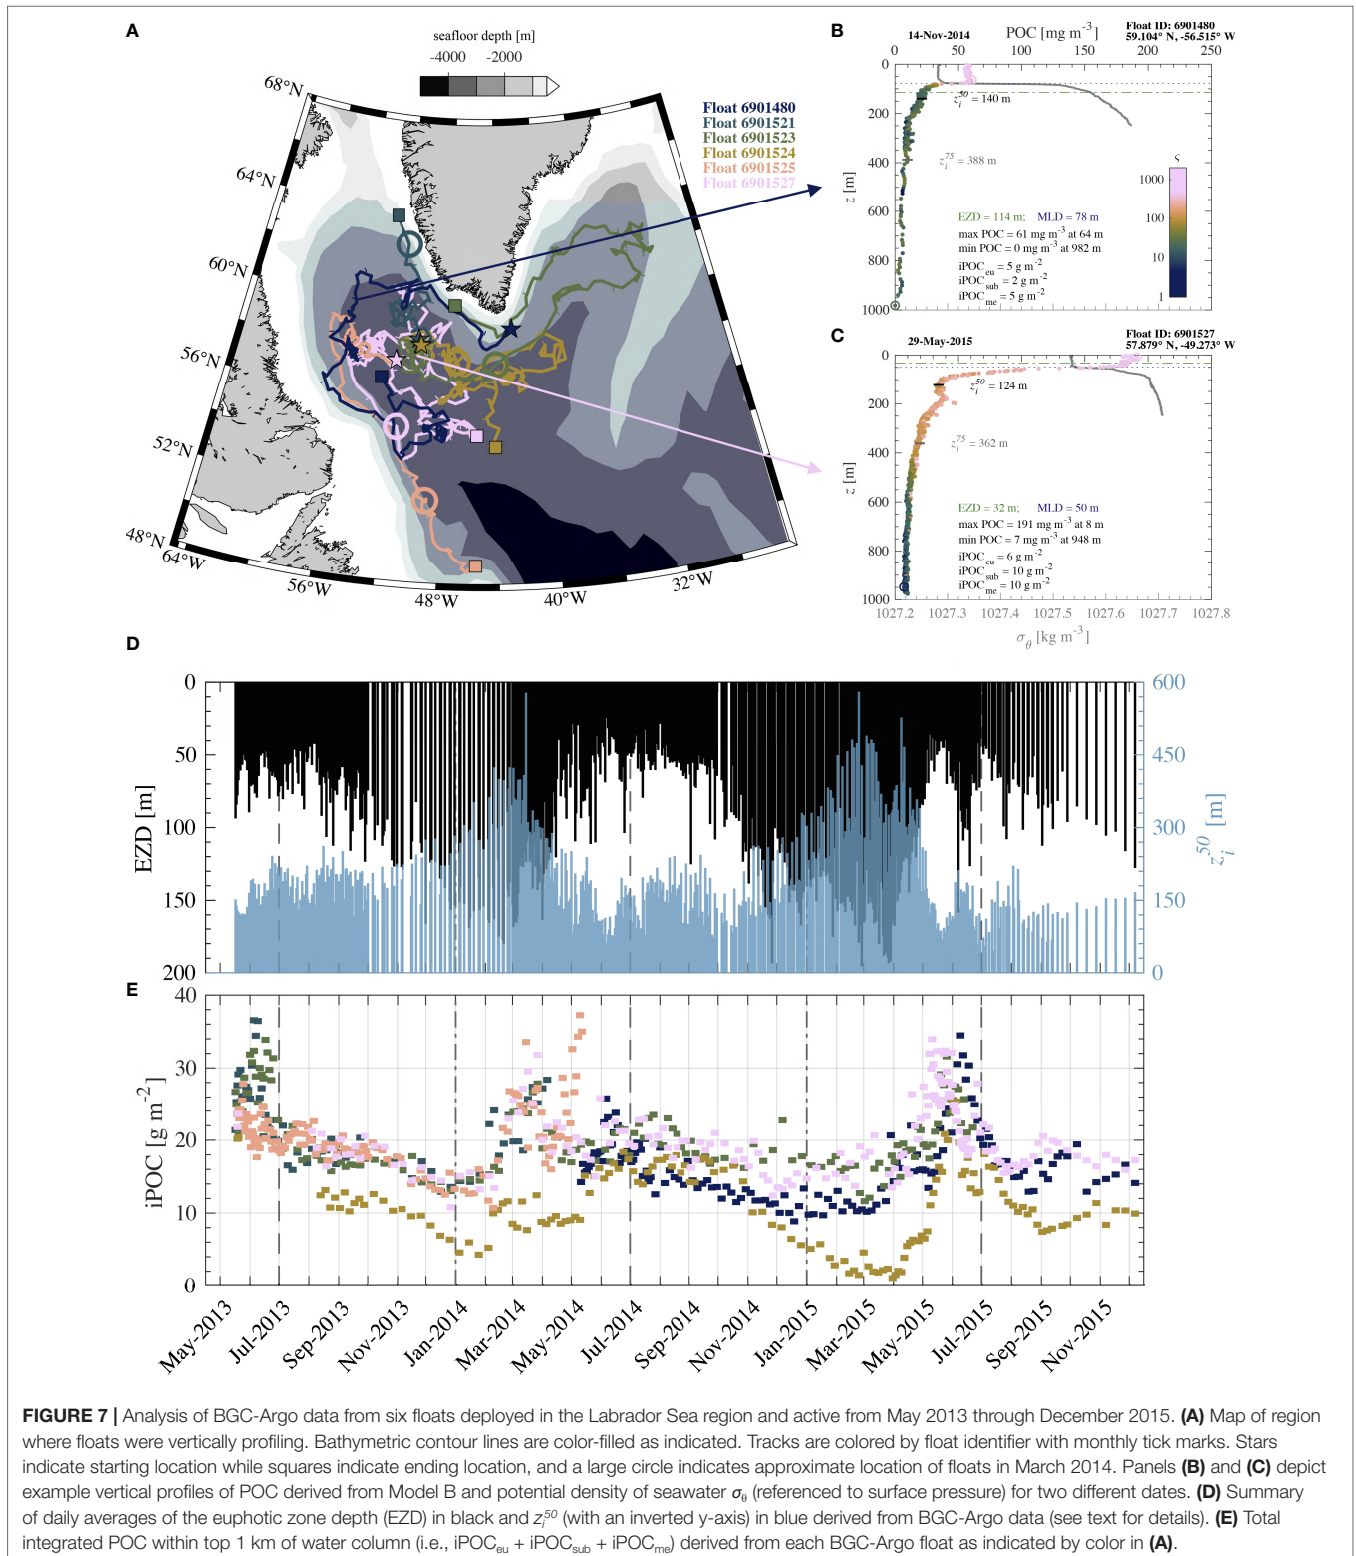 A
seafloor depth [m]
-4000 -2000
68°N
64°N
60°N
56°N
52°N
48°N
64°W
56°W
48°W
40°W
32°W
Float 6901480
Float 6901521
Float 6901523
Float 6901524
Float 6901525
Float 6901527
B
14-Nov-2014
POC [mg m⁻³]
Float ID: 6901480
59.104° N, -56.515° W
0 50 100 150 200 250
0
200
400
600
800
1000
z [m]
z_i^50 = 140 m
z_i^75 = 388 m
EZD = 114 m; MLD = 78 m
max POC = 61 mg m⁻³ at 64 m
min POC = 0 mg m⁻³ at 982 m
iPOC_eu = 5 g m⁻²
iPOC_sub = 2 g m⁻²
iPOC_me = 5 g m⁻²
ς
1000
100
10
1
C
29-May-2015
Float ID: 6901527
57.879° N, -49.273° W
0
200
400
600
800
1000
z [m]
z_i^50 = 124 m
z_i^75 = 362 m
EZD = 32 m; MLD = 50 m
max POC = 191 mg m⁻³ at 8 m
min POC = 7 mg m⁻³ at 948 m
iPOC_eu = 6 g m⁻²
iPOC_sub = 10 g m⁻²
iPOC_me = 10 g m⁻²
1027.2 1027.3 1027.4 1027.5 1027.6 1027.7 1027.8
σ_θ [kg m⁻³]
D
0
50
100
150
200
EZD [m]
600
450
300
150
0
z_i^50 [m]
E
40
30
20
10
0
iPOC [g m⁻²]
May-2013 Jul-2013 Sep-2013 Nov-2013 Jan-2014 Mar-2014 May-2014 Jul-2014 Sep-2014 Nov-2014 Jan-2015 Mar-2015 May-2015 Jul-2015 Sep-2015 Nov-2015
FIGURE 7 | Analysis of BGC-Argo data from six floats deployed in the Labrador Sea region and active from May 2013 through December 2015. (A) Map of region
where floats were vertically profiling. Bathymetric contour lines are color-filled as indicated. Tracks are colored by float identifier with monthly tick marks. Stars
indicate starting location while squares indicate ending location, and a large circle indicates approximate location of floats in March 2014. Panels (B) and (C) depict
example vertical profiles of POC derived from Model B and potential density of seawater σ_θ (referenced to surface pressure) for two different dates. (D) Summary
of daily averages of the euphotic zone depth (EZD) in black and z_i^50 (with an inverted y-axis) in blue derived from BGC-Argo data (see text for details). (E) Total
integrated POC within top 1 km of water column (i.e., iPOC_eu + iPOC_sub + iPOC_me) derived from each BGC-Argo float as indicated by color in (A).